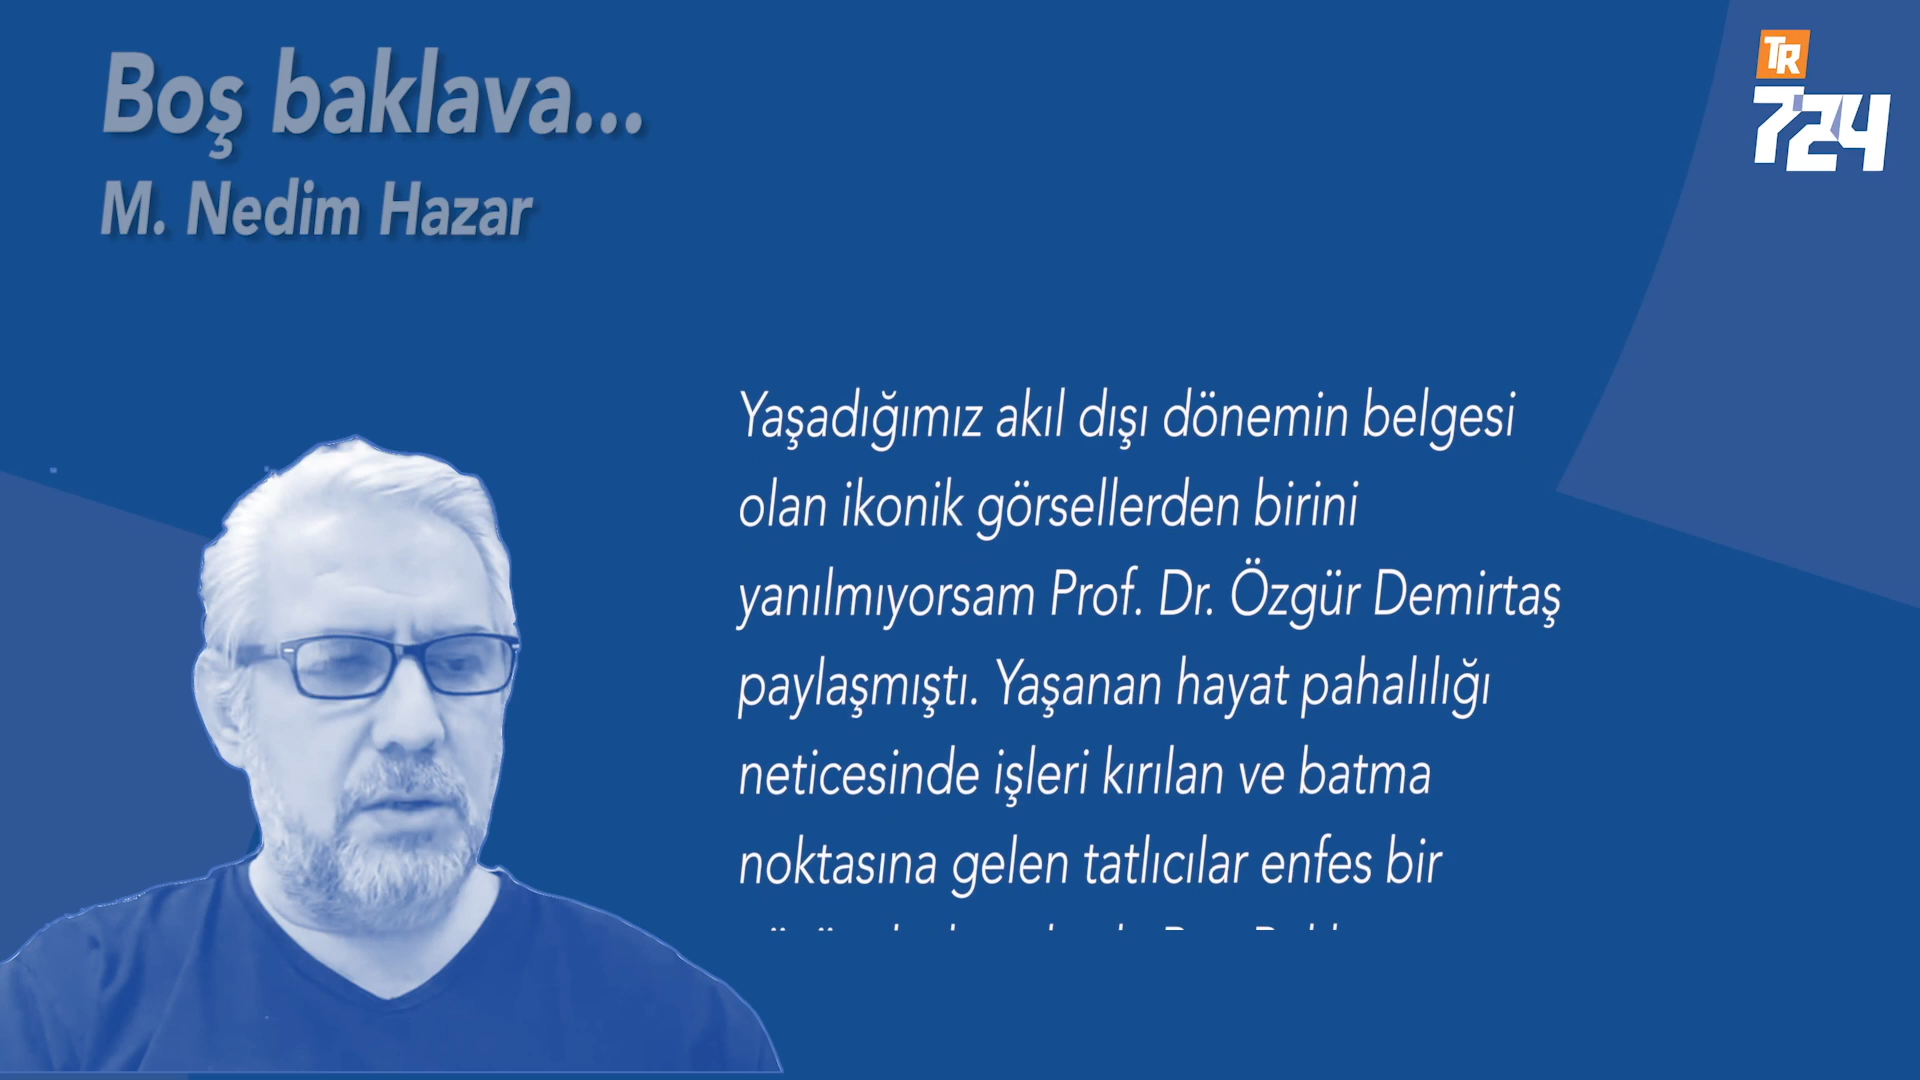 Boş baklava...
M. Nedim Hazar
TR
724
Yaşadığımız akıl dışı dönemin belgesi
olan ikonik görsellerden birini
yanılmıyorsam Prof. Dr. Özgür Demirtaş
paylaşmıştı. Yaşanan hayat pahalılığı
neticesinde işleri kırılan ve batma
noktasına gelen tatlıcılar enfes bir